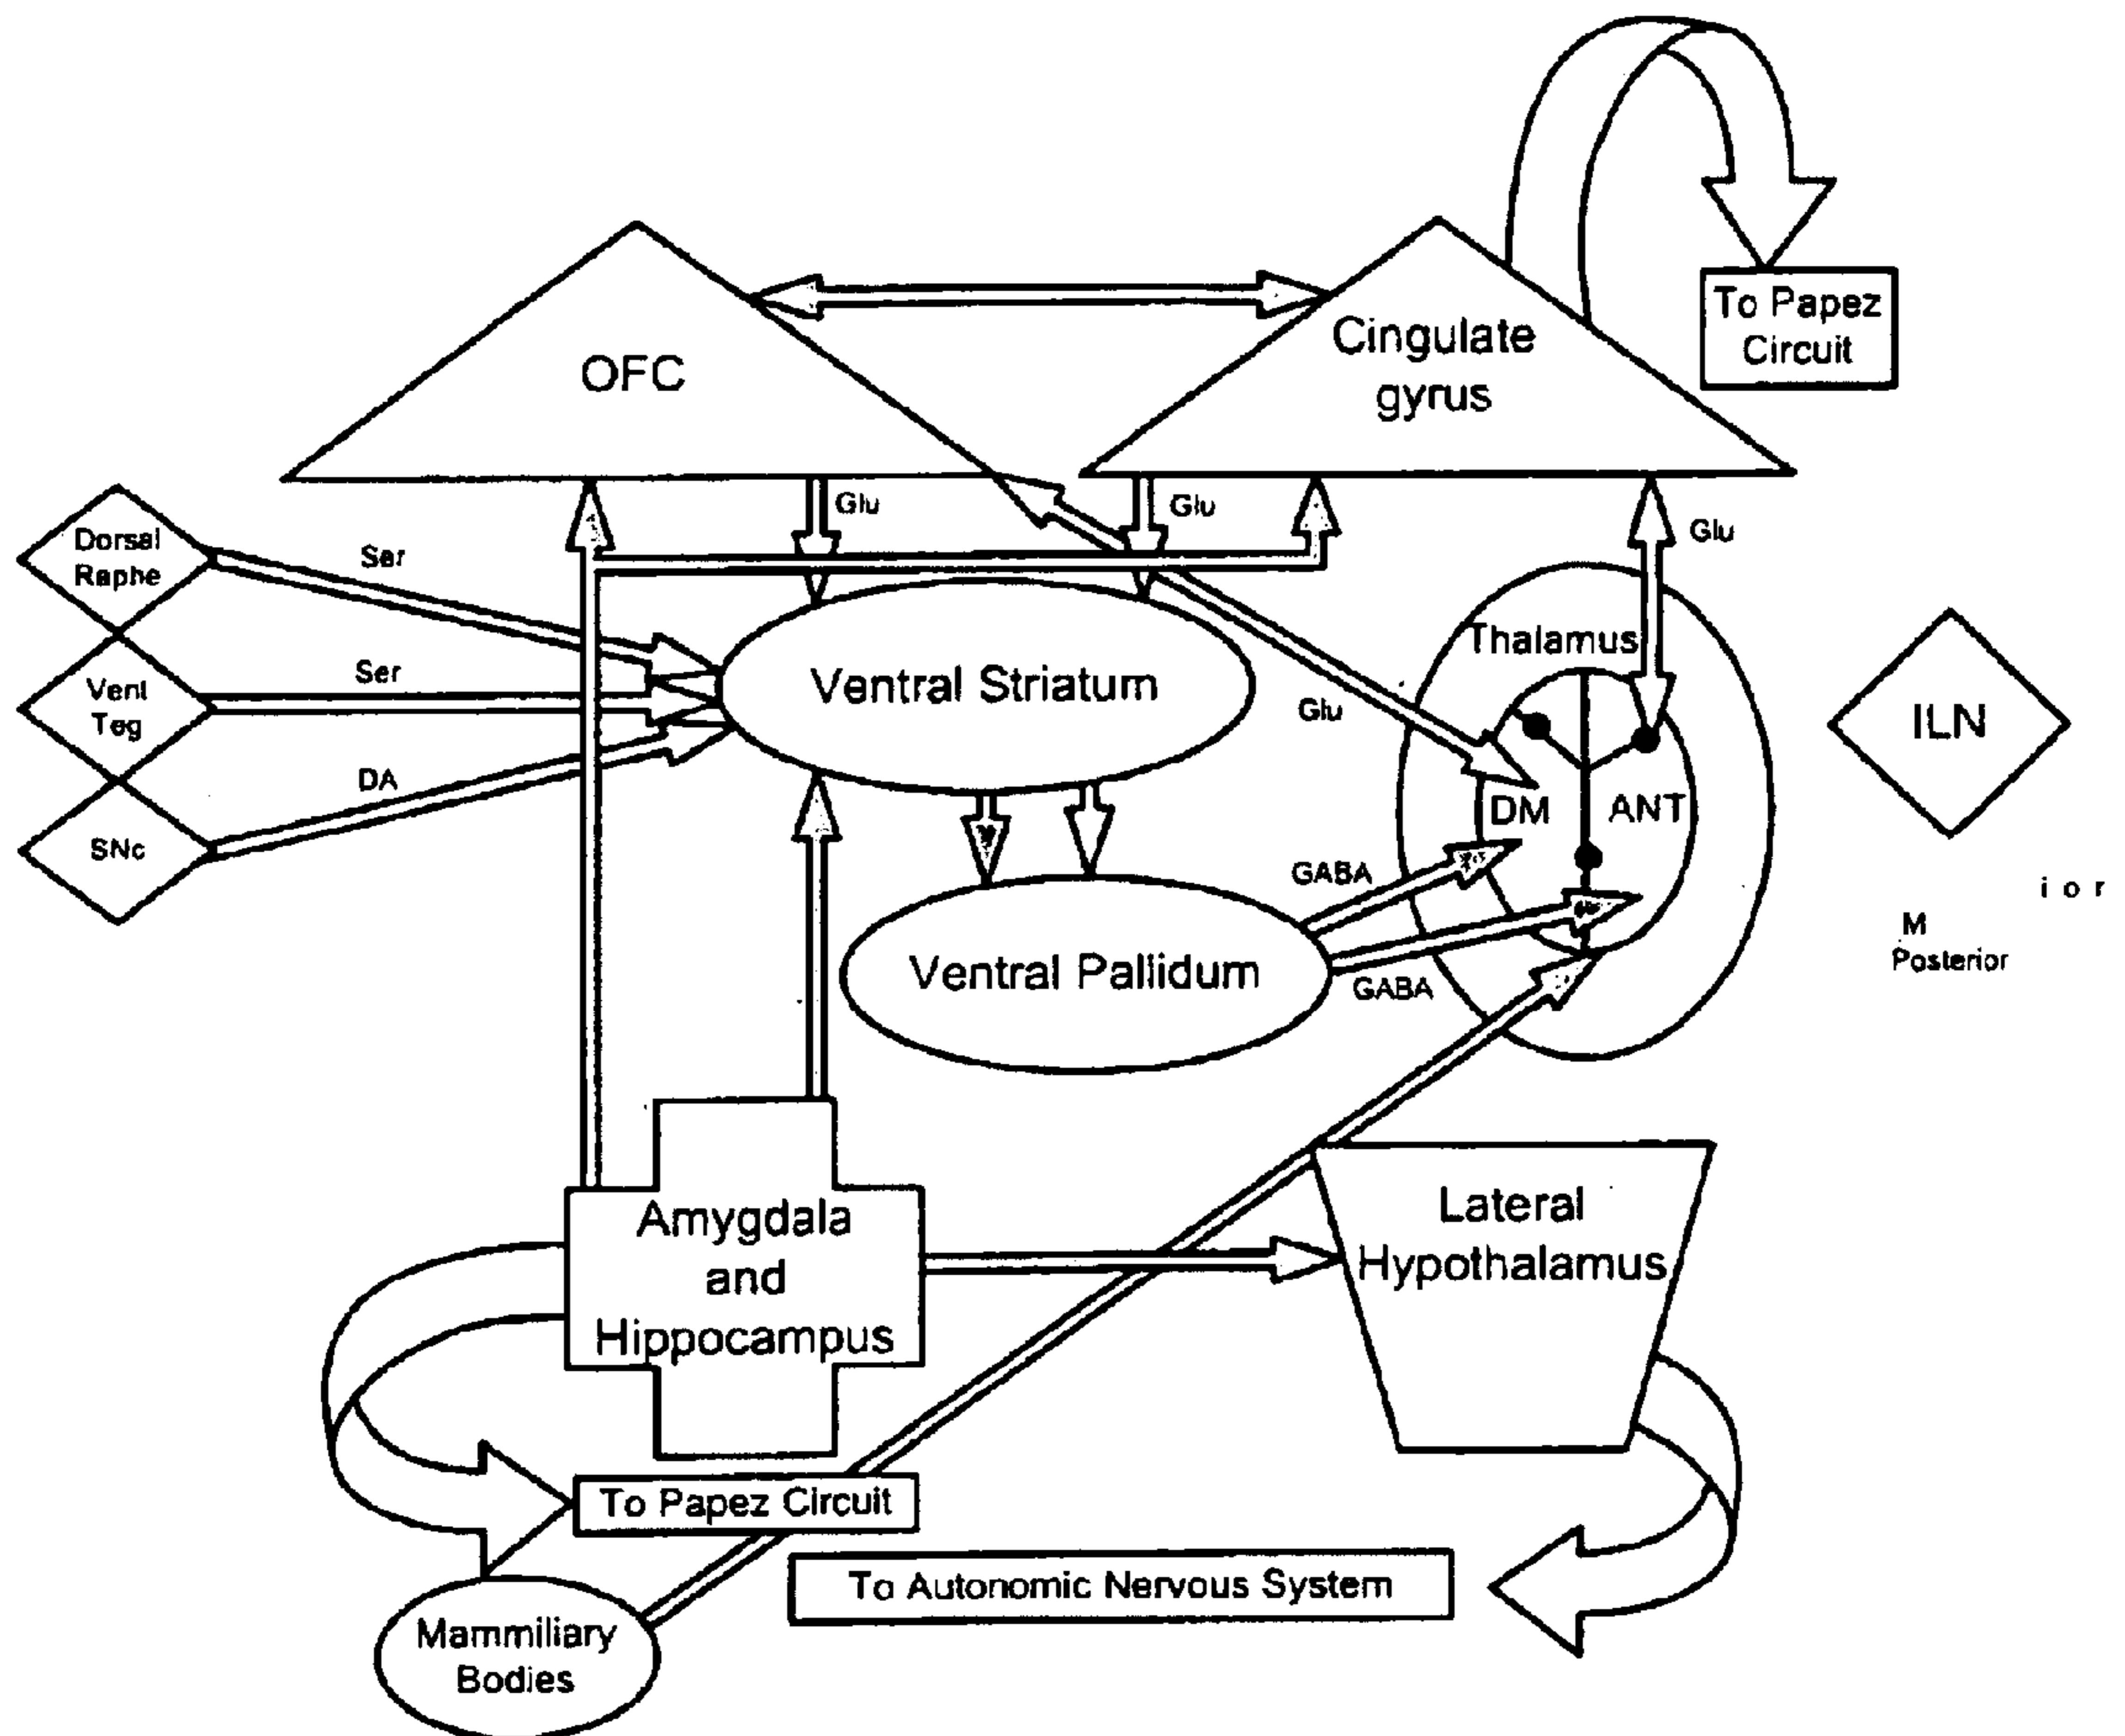 To Papez
Circuit
OFC
Cingulate
gyrus
Glu
Glu
Glu
Dorsal
Raphe
Ser
Vent
Teg
Ser
SNc
DA
Ventral Striatum
Thalamus
Glu
DM
ANT
ILN
GABA
GABA
i o r
M
Posterior
Ventral Pallidum
Amygdala
and
Hippocampus
Lateral
Hypothalamus
To Papez Circuit
To Autonomic Nervous System
Mammiliary
Bodies